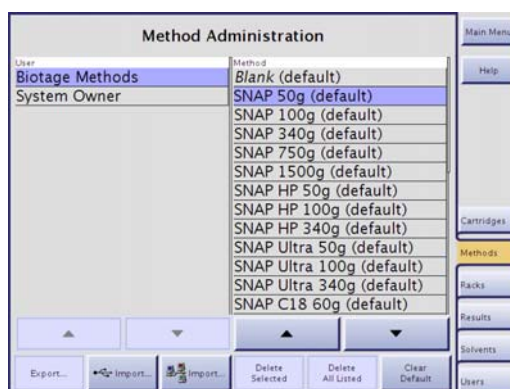 Method Administration
User
Biotage Methods
System Owner
Method
Blank (default)
SNAP 50g (default)
SNAP 100g (default)
SNAP 340g (default)
SNAP 750g (default)
SNAP 1500g (default)
SNAP HP 50g (default)
SNAP HP 100g (default)
SNAP HP 340g (default)
SNAP Ultra 50g (default)
SNAP Ultra 100g (default)
SNAP Ultra 340g (default)
SNAP C18 60g (default)
Export...
Import...
Import...
Delete Selected
Delete All Listed
Clear Default
Main Menu
Help
Cartridges
Methods
Racks
Results
Solvents
Users